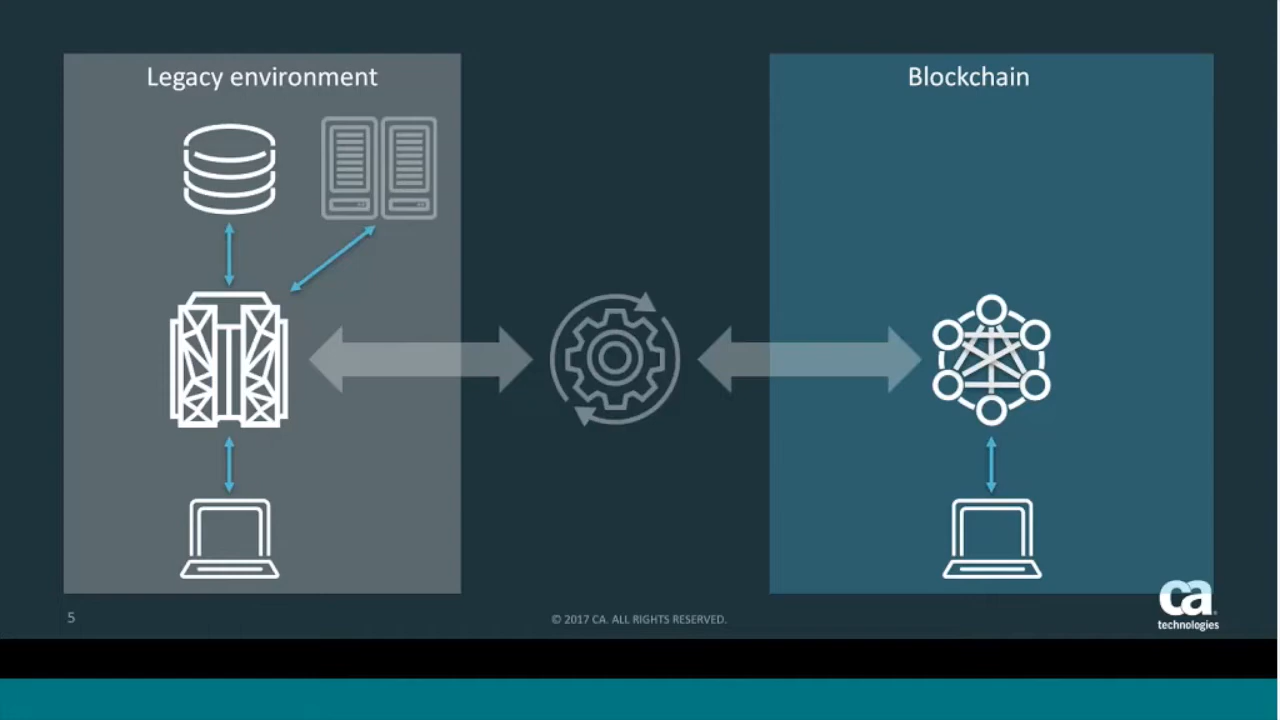 Legacy environment
Blockchain
5
© 2017 CA. ALL RIGHTS RESERVED.
ca
technologies